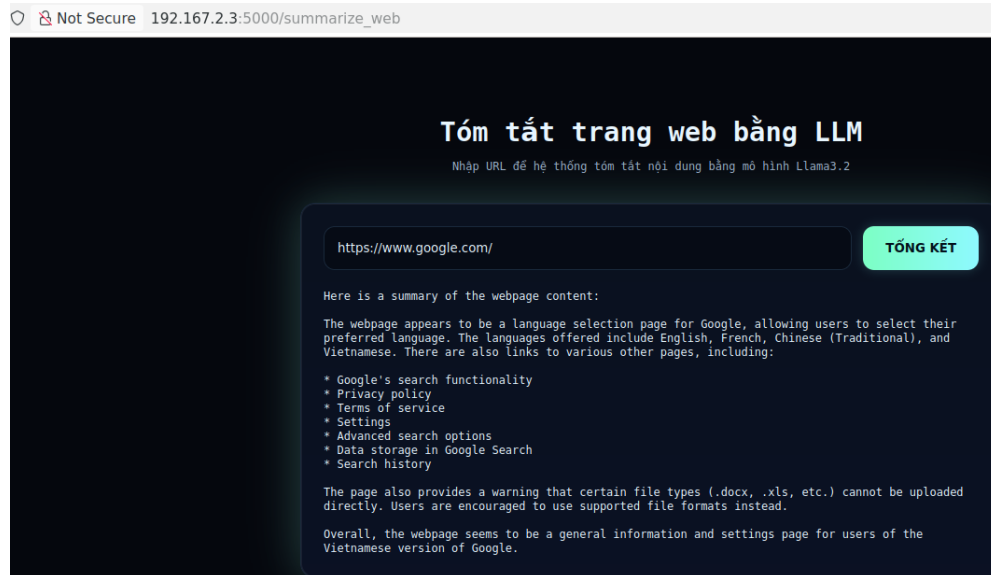 Not Secure 192.167.2.3:5000/summarize_web
Tóm tắt trang web bằng LLM
Nhập URL để hệ thống tóm tắt nội dung bằng mô hình Llama3.2
https://www.google.com/ TỔNG KẾT
Here is a summary of the webpage content:
The webpage appears to be a language selection page for Google, allowing users to select their
preferred language. The languages offered include English, French, Chinese (Traditional), and
Vietnamese. There are also links to various other pages, including:
* Google's search functionality
* Privacy policy
* Terms of service
* Settings
* Advanced search options
* Data storage in Google Search
* Search history
The page also provides a warning that certain file types (.docx, .xls, etc.) cannot be uploaded
directly. Users are encouraged to use supported file formats instead.
Overall, the webpage seems to be a general information and settings page for users of the
Vietnamese version of Google.